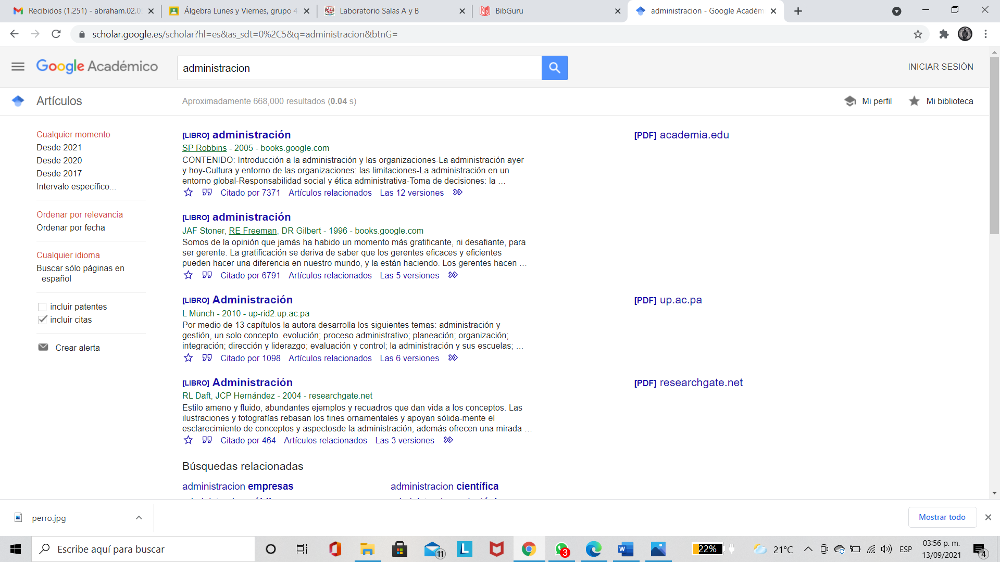 Recibidos (1.251) - abraham.02.05
Álgebra Lunes y Viernes, grupo 4
Laboratorio Salas A y B
BibGuru
administracion - Google Académ
scholar.google.es/scholar?hl=es&as_sdt=0%2C5&q=administracion&btnG=
Google Académico
administracion
INICIAR SESIÓN
Artículos
Aproximadamente 668,000 resultados (0.04 s)
Mi perfil
Mi biblioteca
Cualquier momento
Desde 2021
Desde 2020
Desde 2017
Intervalo específico...
Ordenar por relevancia
Ordenar por fecha
Cualquier idioma
Buscar sólo páginas en
español
incluir patentes
incluir citas
Crear alerta
[LIBRO] administración
SP Robbins - 2005 - books.google.com
CONTENIDO: Introducción a la administración y las organizaciones-La administración ayer
y hoy-Cultura y entorno de las organizaciones: las limitaciones-La administración en un
entorno global-Responsabilidad social y ética administrativa-Toma de decisiones: la …
Citado por 7371 Artículos relacionados Las 12 versiones
[PDF] academia.edu
[LIBRO] administración
JAF Stoner, RE Freeman, DR Gilbert - 1996 - books.google.com
Somos de la opinión que jamás ha habido un momento más gratificante, ni desafiante, para
ser gerente. La gratificación se deriva de saber que los gerentes eficaces y eficientes
pueden hacer una diferencia en nuestro mundo, y la están haciendo. Los gerentes hacen …
Citado por 6791 Artículos relacionados Las 5 versiones
[LIBRO] Administración
L Münch - 2010 - up-rid2.up.ac.pa
Por medio de 13 capítulos la autora desarrolla los siguientes temas: administración y
gestión, un solo concepto. evolución; proceso administrativo; planeación; organización;
integración; dirección y liderazgo; evaluación y control; la administración y sus escuelas; …
Citado por 1098 Artículos relacionados Las 6 versiones
[PDF] up.ac.pa
[LIBRO] Administración
RL Daft, JCP Hernández - 2004 - researchgate.net
Estilo ameno y fluido, abundantes ejemplos y recuadros que dan vida a los conceptos. Las
ilustraciones y fotografías rebasan los fines ornamentales y apoyan sólida-mente el
esclarecimiento de conceptos y aspectosde la administración, además ofrecen una mirada …
Citado por 464 Artículos relacionados Las 3 versiones
[PDF] researchgate.net
Búsquedas relacionadas
administracion empresas
administracion científica
perro.jpg
Mostrar todo
Escribe aquí para buscar
11
3
22%
21°C
ESP
03:56 p. m.
13/09/2021
4